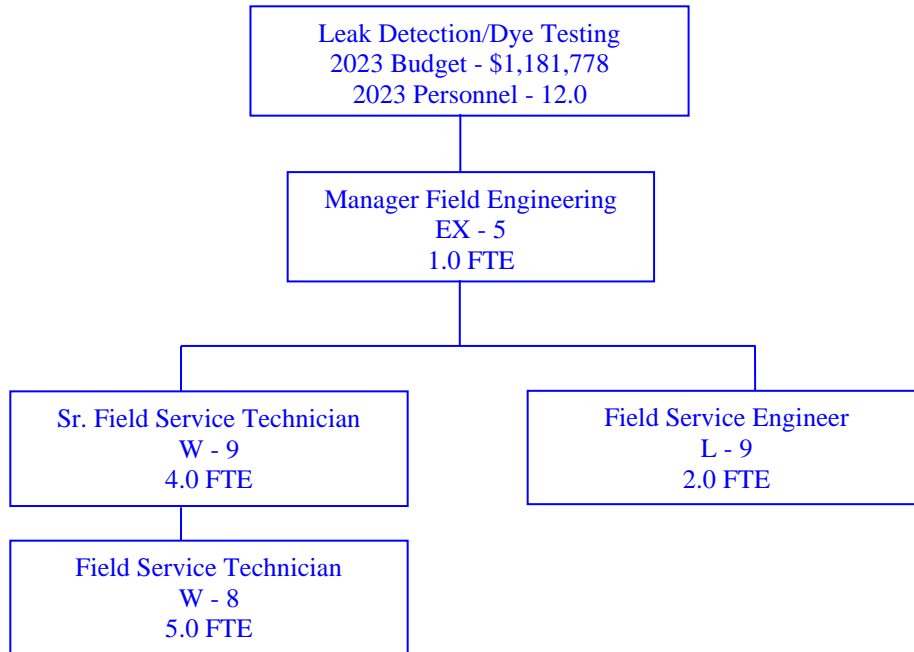 Leak Detection/Dye Testing
2023 Budget - $1,181,778
2023 Personnel - 12.0
Manager Field Engineering
EX - 5
1.0 FTE
Sr. Field Service Technician
W - 9
4.0 FTE
Field Service Engineer
L - 9
2.0 FTE
Field Service Technician
W - 8
5.0 FTE